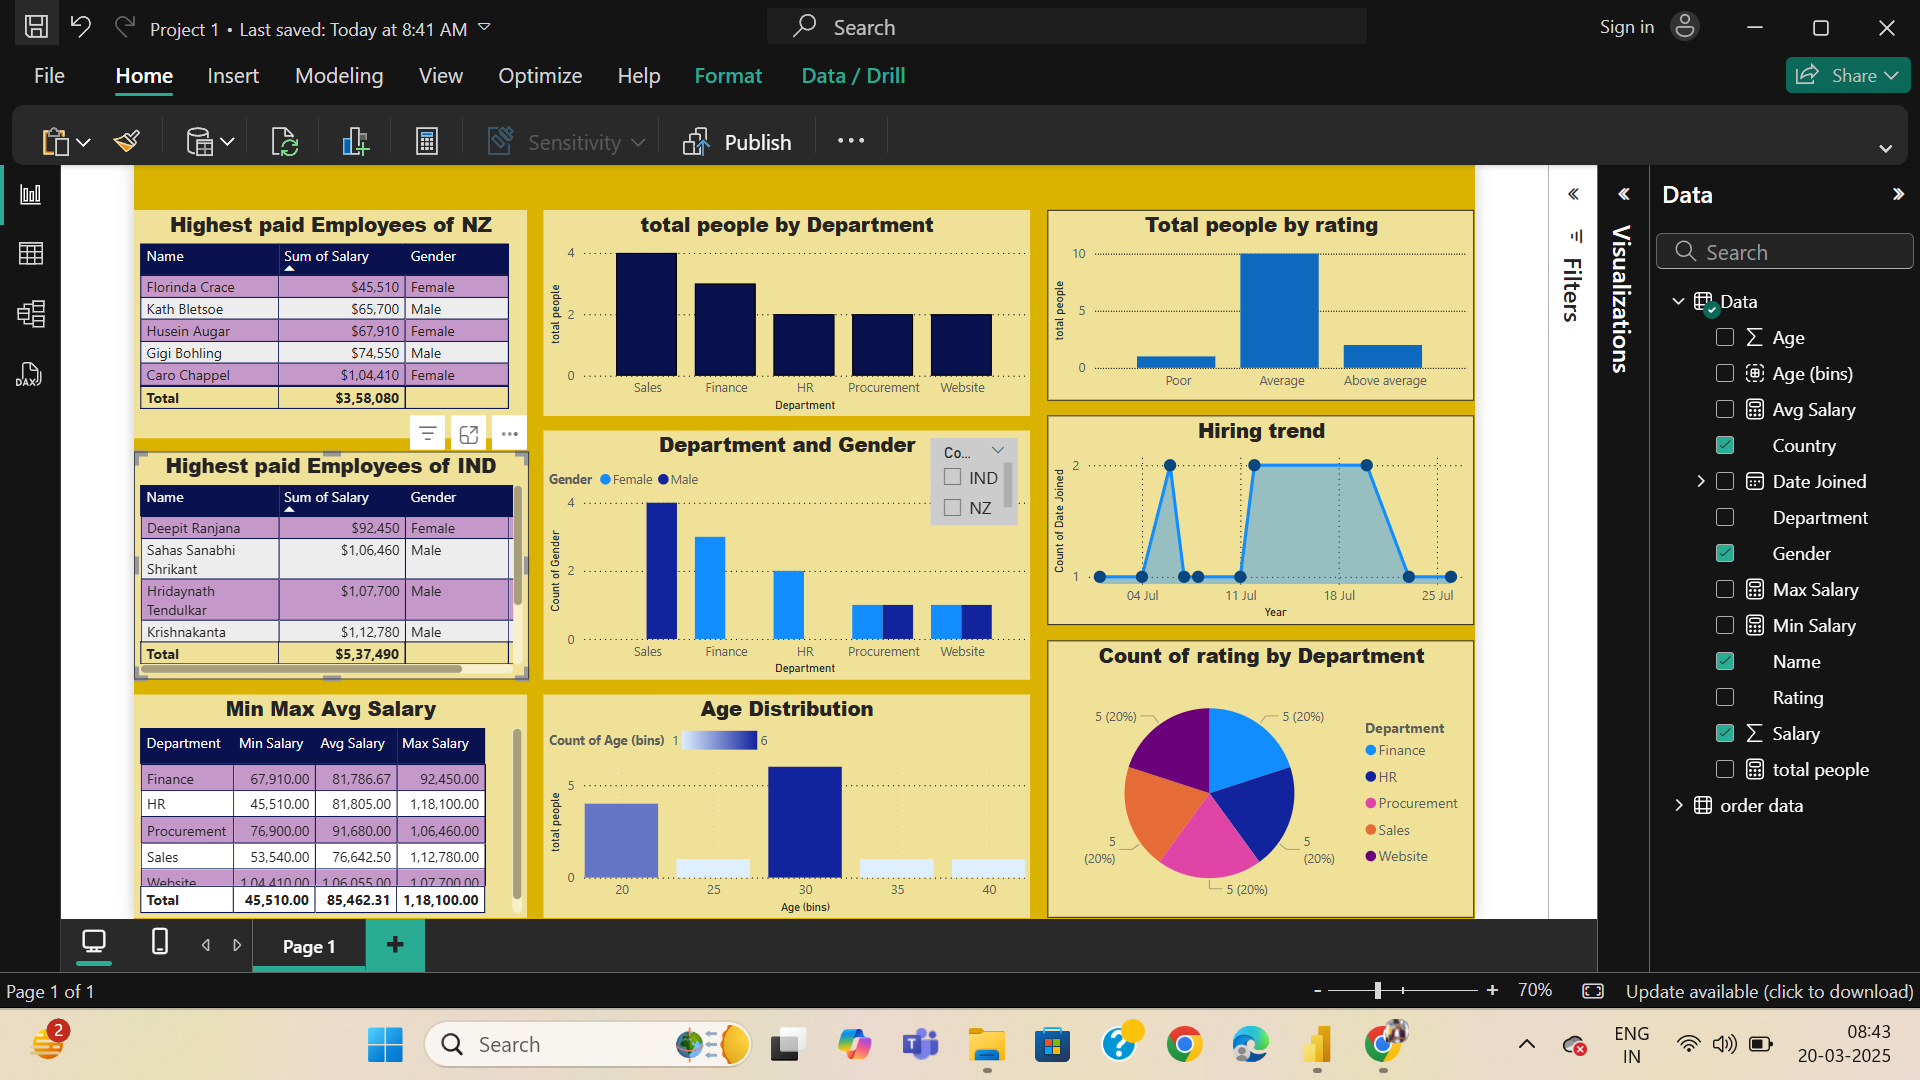 Project 1 • Last saved: Today at 8:41 AM
Search
Sign in
File
Home
Insert
Modeling
View
Optimize
Help
Format
Data / Drill
Share
Sensitivity
Publish
Highest paid Employees of NZ
Name Sum of Salary Gender
Florinda Crace $45,510 Female
Kath Bletsoe $65,700 Male
Husein Augar $67,910 Female
Gigi Bohling $74,550 Male
Caro Chappel $1,04,410 Female
Total $3,58,080
Highest paid Employees of IND
Name Sum of Salary Gender
Deepit Ranjana $92,450 Female
Sahas Sanabhi $1,06,460 Male
Shrikant
Hridaynath $1,07,700 Male
Tendulkar
Krishnakanta $1,12,780 Male
Total $5,37,490
Min Max Avg Salary
Department Min Salary Avg Salary Max Salary
Finance 67,910.00 81,786.67 92,450.00
HR 45,510.00 81,805.00 1,18,100.00
Procurement 76,900.00 91,680.00 1,06,460.00
Sales 53,540.00 76,642.50 1,12,780.00
Website 1,04,410.00 1,06,055.00 1,07,700.00
Total 45,510.00 85,462.31 1,18,100.00
total people by Department
total people
4
2
0
Sales Finance HR Procurement Website
Department
Department and Gender
Co...
IND
NZ
Gender Female Male
Count of Gender
4
2
0
Sales Finance HR Procurement Website
Department
Age Distribution
Count of Age (bins) 1 6
total people
5
0
20 25 30 35 40
Age (bins)
Total people by rating
total people
10
5
0
Poor Average Above average
Hiring trend
Count of Date Joined
2
1
04 Jul 11 Jul 18 Jul 25 Jul
Year
Count of rating by Department
5 (20%)
5 (20%)
5
(20%)
5
(20%)
5 (20%)
Department
Finance
HR
Procurement
Sales
Website
Filters
Visualizations
Data
Search
Data
Age
Age (bins)
Avg Salary
Country
Date Joined
Department
Gender
Max Salary
Min Salary
Name
Rating
Salary
total people
order data
DAX
Page 1
+
Page 1 of 1
- + 70%
Update available (click to download)
2
Search
ENG
IN
08:43
20-03-2025